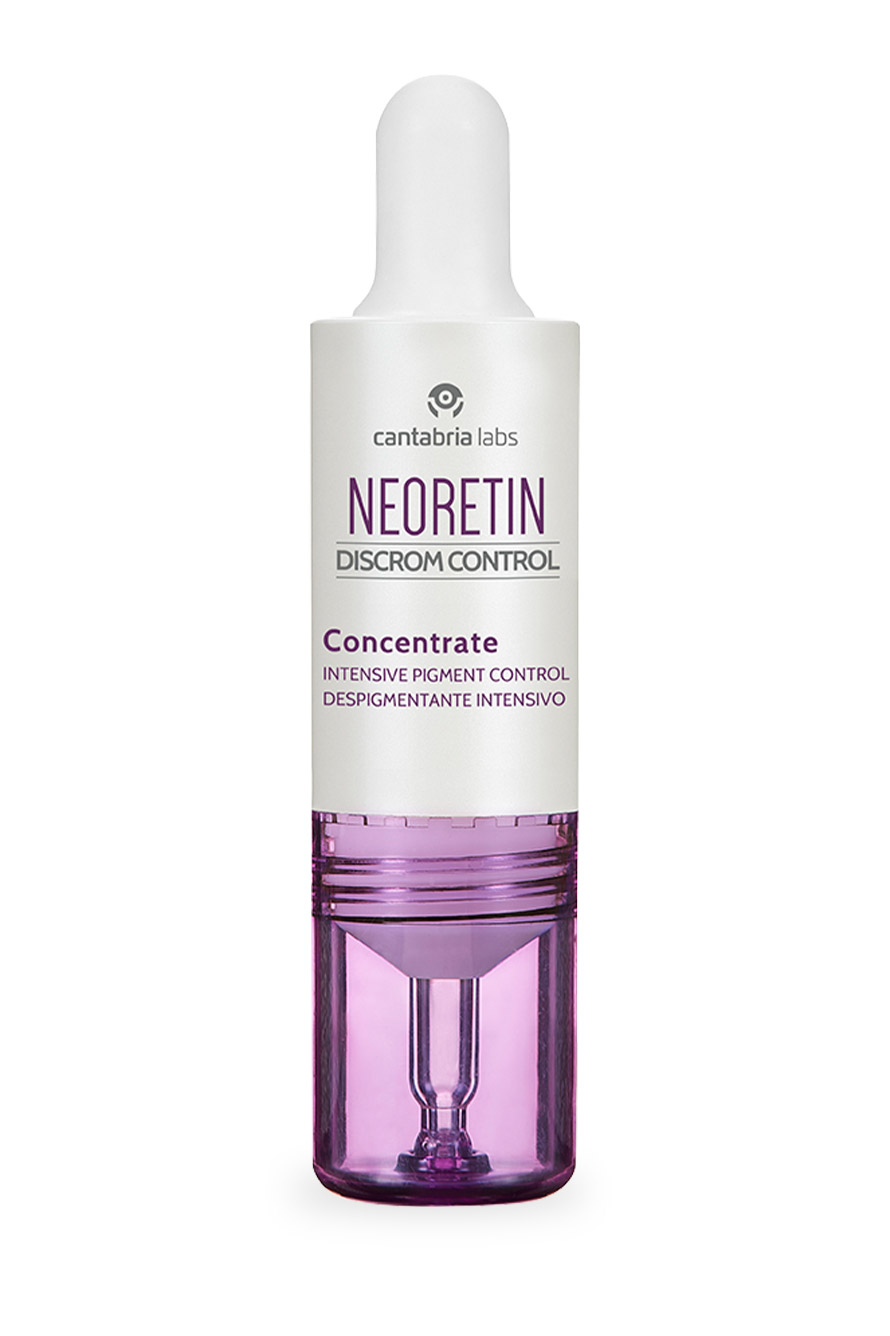 cantabria labs
NEORETIN
DISCROM CONTROL
Concentrate
INTENSIVE PIGMENT CONTROL
DESPIGMENTANTE INTENSIVO